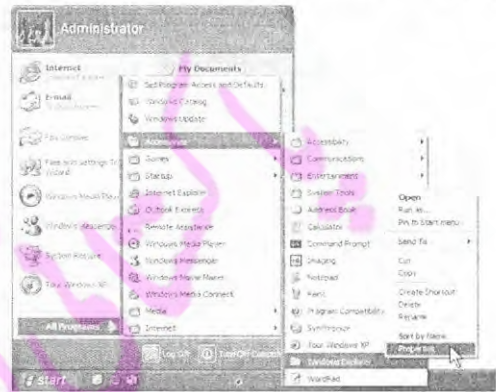 Administrator
Internet
E-mail
Tour Windows XP
All Programs
My Documents
Set Program Access and Defaults
Windows Catalog
Windows Update
Accessories
Games
Startup
Internet Explorer
Outlook Express
Remote Assistance
Windows Media Player
Windows Messenger
Windows Movie Maker
Windows Media Connect
Media
Internet
Accessibility
Communications
Entertainment
System Tools
Address Book
Calculator
Command Prompt
Imaging
Notepad
Paint
Program Compatibility
Synchronize
Tour Windows XP
Windows Explorer
WordPad
Open
Run as...
Pin to Start menu
Send To
Cut
Copy
Create Shortcut
Delete
Rename
Sort by Name
Properties
Log Off
Turn Off Computer
start